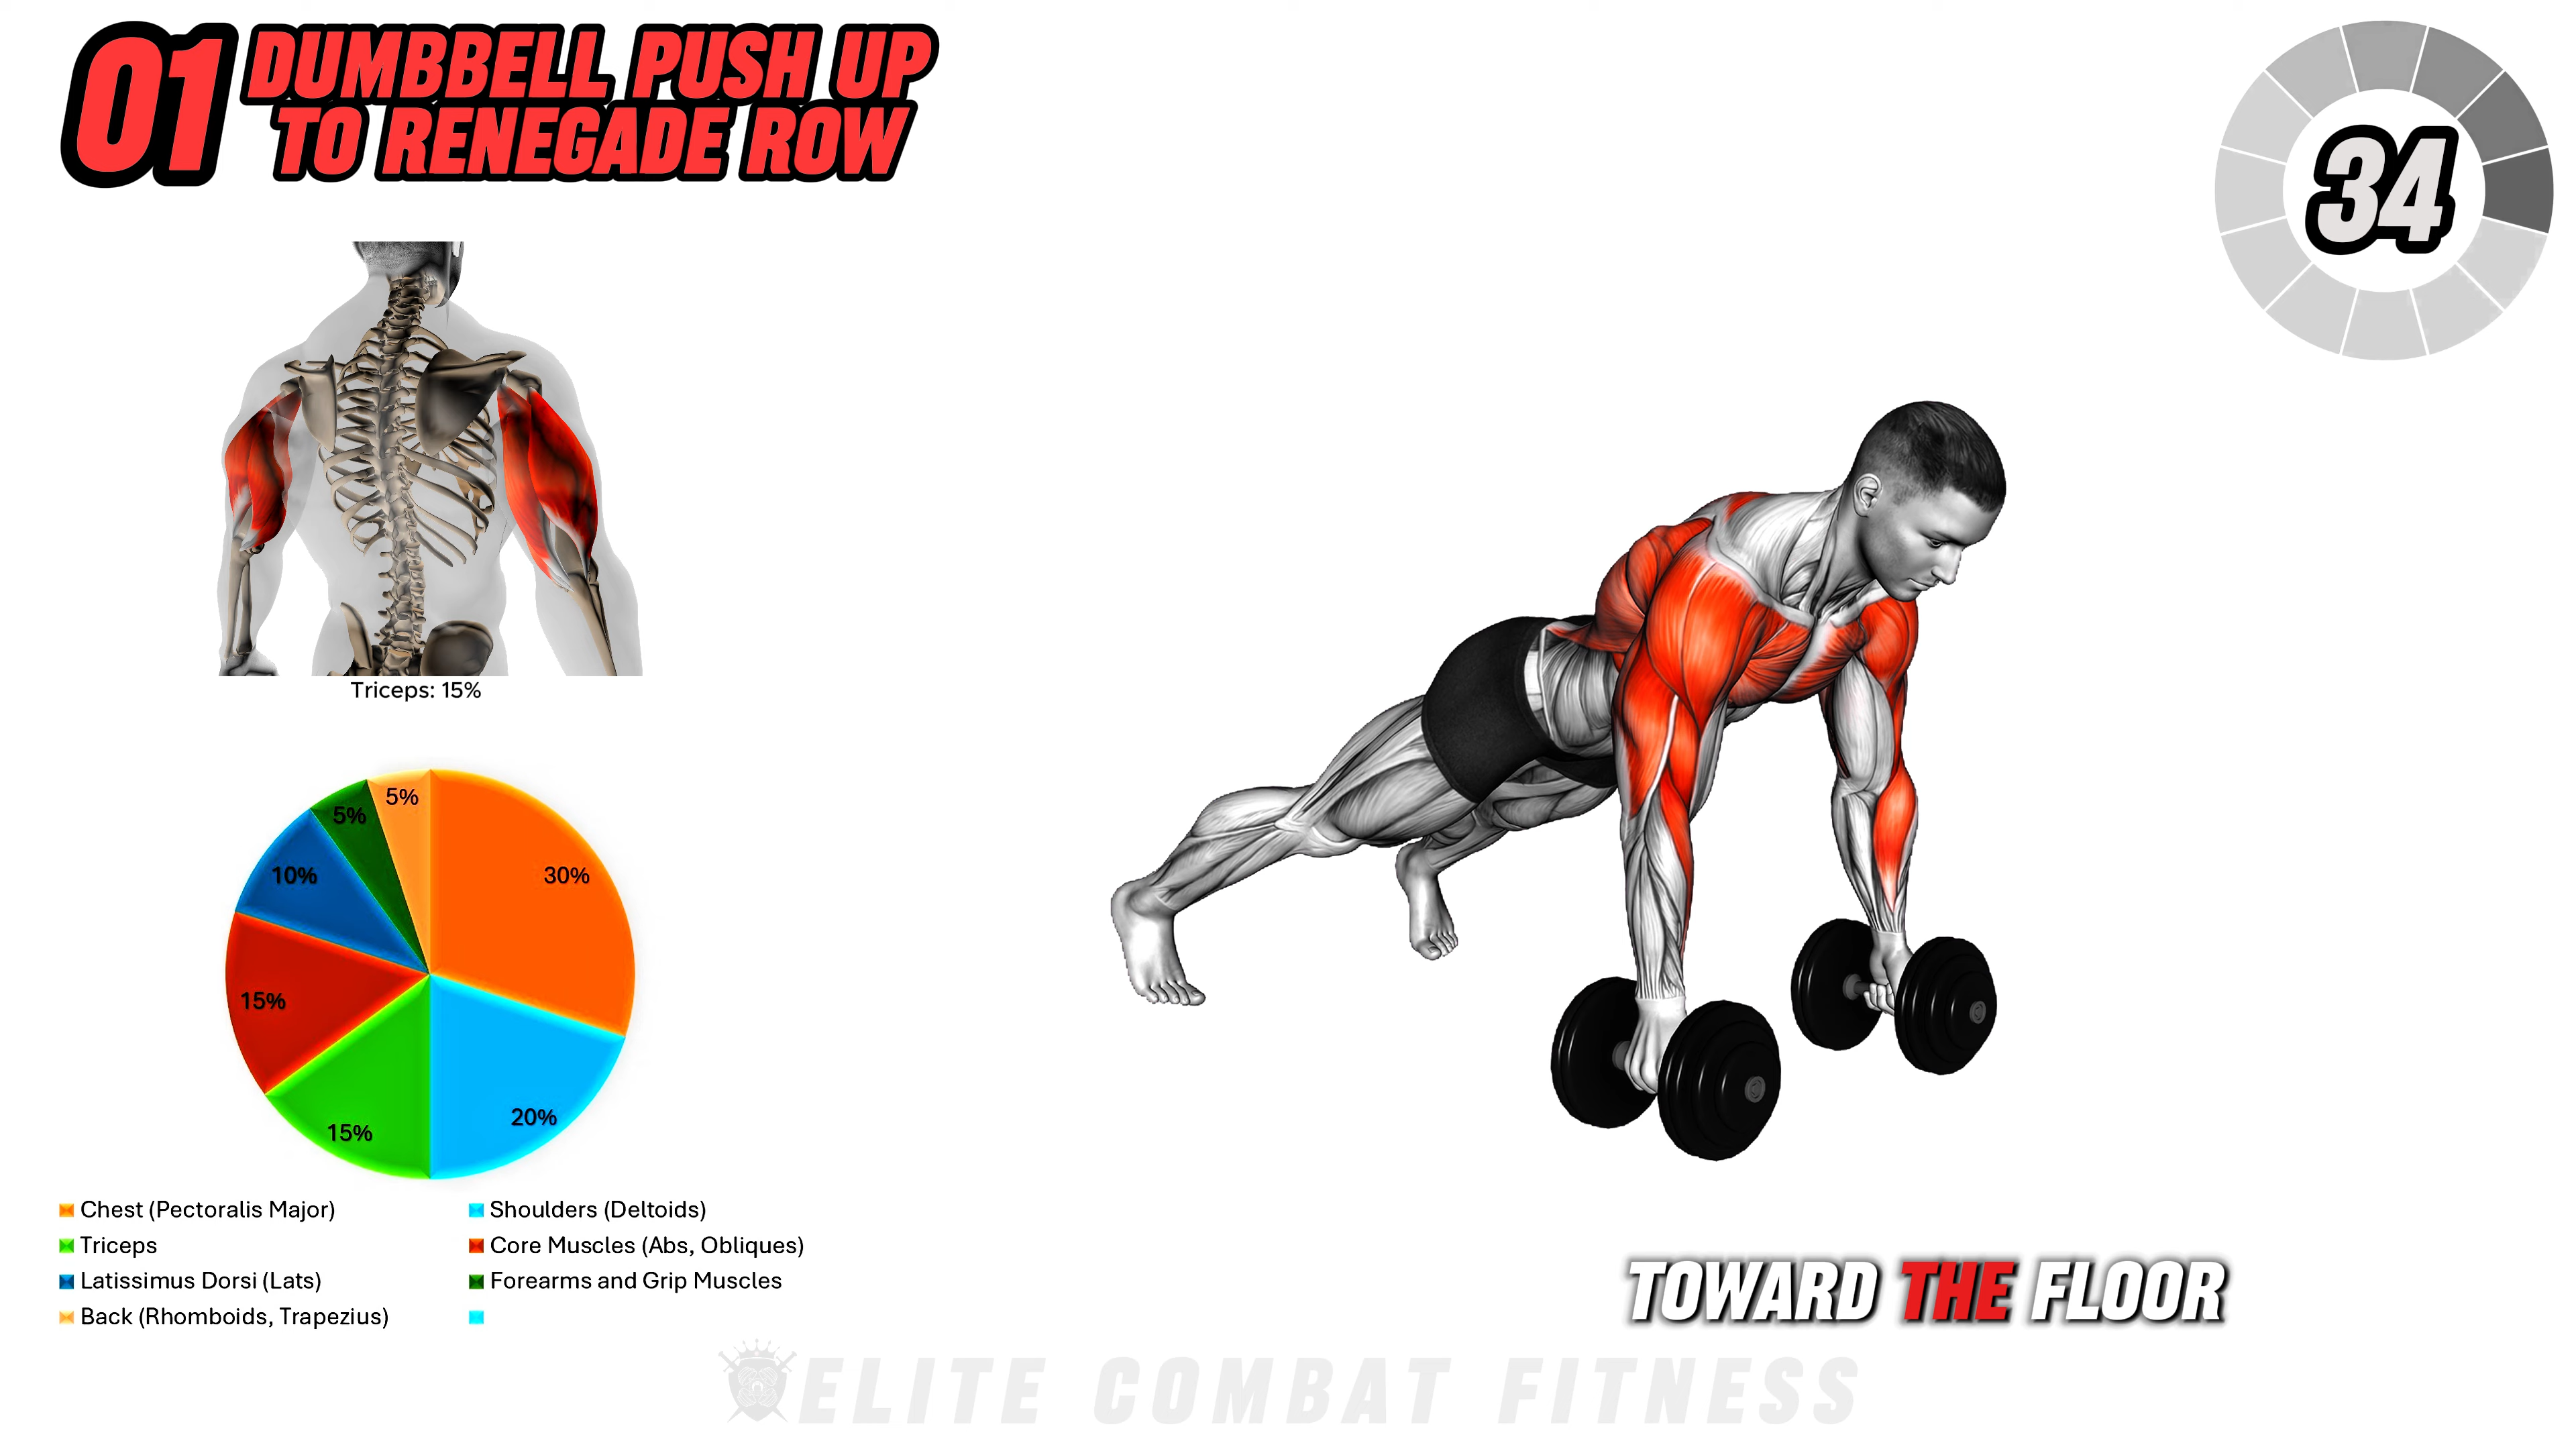 01 DUMBBELL PUSH UP
TO RENEGADE ROW
34
Triceps: 15%
5%
5%
30%
10%
15%
15%
20%
Chest (Pectoralis Major)
Shoulders (Deltoids)
Triceps
Core Muscles (Abs, Obliques)
Latissimus Dorsi (Lats)
Forearms and Grip Muscles
Back (Rhomboids, Trapezius)
TOWARD THE FLOOR
ELITE COMBAT FITNESS